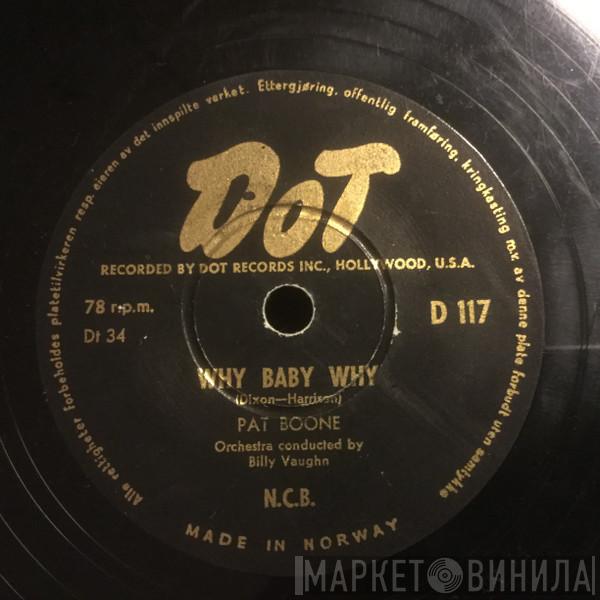 Alle rettigheter forbeholdes platetilvirkeren resp. eieren av det innspilte verket. Ettergjøring, offentlig framføring, kringkasting m.v. av denne plate forbudt uten samtykke
DOT
RECORDED BY DOT RECORDS INC., HOLLYWOOD, U.S.A.
78 r.p.m.
D 117
Dt 34
WHY BABY WHY
(Dixon—Harrison)
PAT BOONE
Orchestra conducted by
Billy Vaughn
N.C.B.
MADE IN NORWAY
МАРКЕТ ВИНИЛА